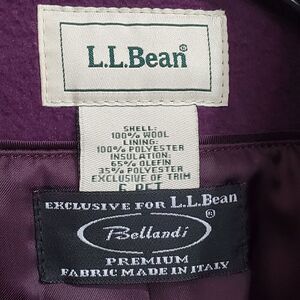 L.L.Bean®
SHELL:
100% WOOL
LINING:
100% POLYESTER
INSULATION:
65% OLEFIN
35% POLYESTER
EXCLUSIVE OF TRIM
6 PET
EXCLUSIVE FOR L.L.Bean
®
Bellandi
PREMIUM
FABRIC MADE IN ITALY